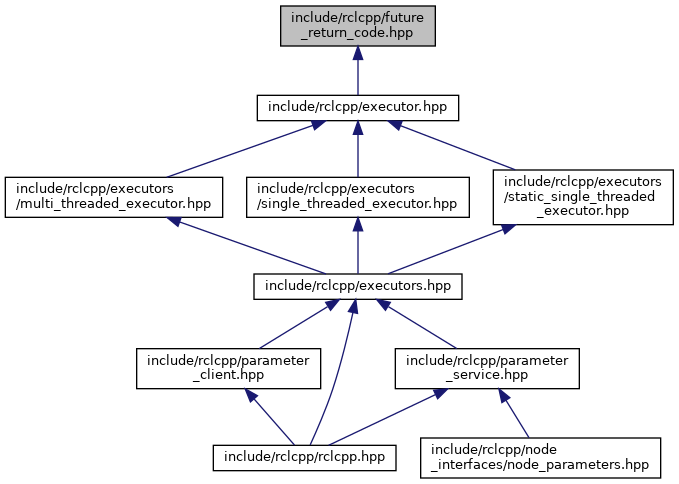 include/rclcpp/future
_return_code.hpp
include/rclcpp/executor.hpp
include/rclcpp/executors
/multi_threaded_executor.hpp
include/rclcpp/executors
/single_threaded_executor.hpp
include/rclcpp/executors
/static_single_threaded
_executor.hpp
include/rclcpp/executors.hpp
include/rclcpp/parameter
_client.hpp
include/rclcpp/parameter
_service.hpp
include/rclcpp/rclcpp.hpp
include/rclcpp/node
_interfaces/node_parameters.hpp